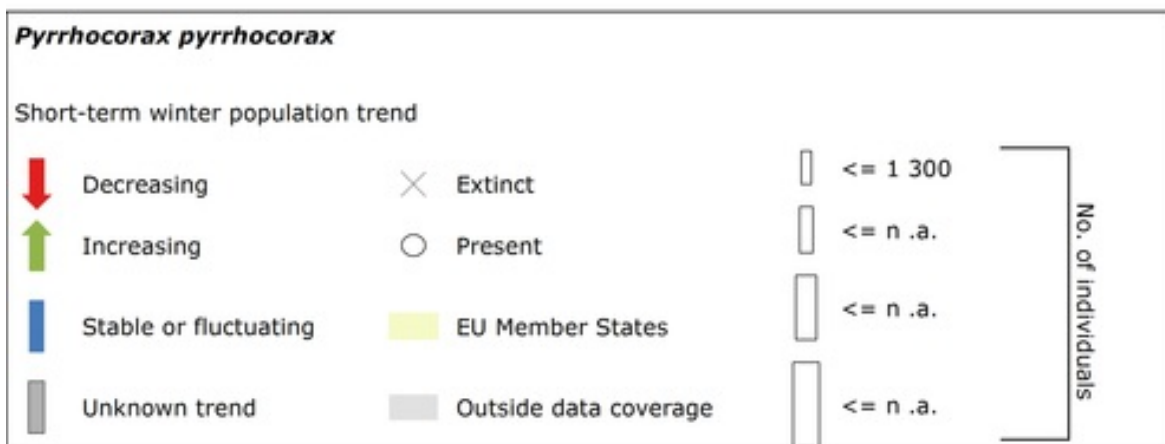 Pyrrhocorax pyrrhocorax
Short-term winter population trend
Decreasing
Extinct
<= 1 300
Increasing
Present
<= n .a.
Stable or fluctuating
EU Member States
<= n .a.
Unknown trend
Outside data coverage
<= n .a.
No. of individuals